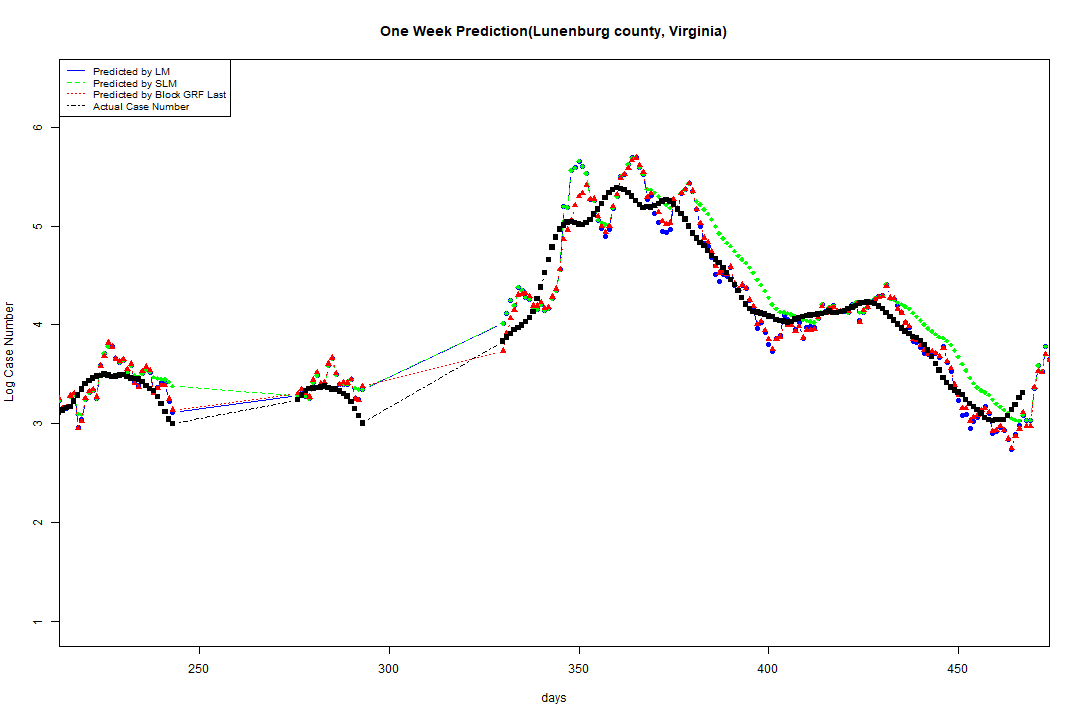 One Week Prediction(Lunenburg county, Virginia)
Predicted by LM
Predicted by SLM
Predicted by Block GRF Last
Actual Case Number
Log Case Number
6
5
4
3
2
1
250 300 350 400 450
days